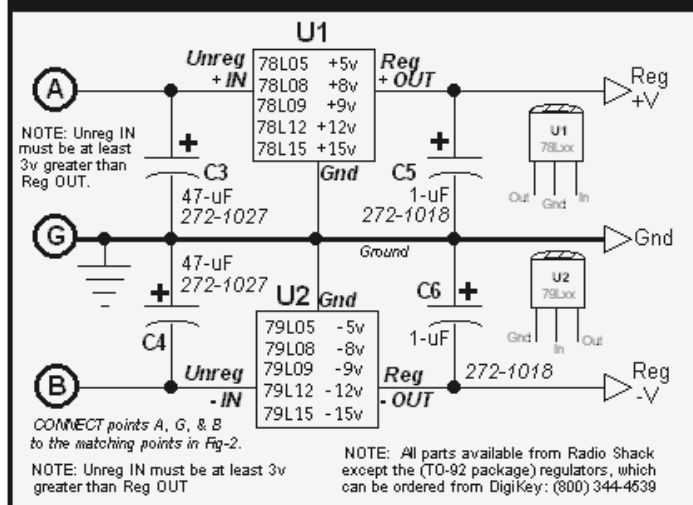 U1
Unreg
+ IN
78L05 +5v
78L08 +8v
78L09 +9v
78L12 +12v
78L15 +15v
Reg
+ OUT
Gnd
A
Reg
+V
NOTE: Unreg IN
must be at least
3v greater than
Reg OUT.
+
C3
47-uF
272-1027
+
C5
1-uF
272-1018
U1
78Lxx
Out
Gnd
In
G
Ground
Gnd
47-uF
272-1027
+
C4
U2
Gnd
79L05 -5v
79L08 -8v
79L09 -9v
79L12 -12v
79L15 -15v
C6
+
1-uF
272-1018
U2
79Lxx
Gnd
In
Out
B
Unreg
- IN
Reg
- OUT
Reg
-V
CONNECT points A, G, & B
to the matching points in Fig-2.
NOTE: Unreg IN must be at least 3v
greater than Reg OUT
NOTE: All parts available from Radio Shack
except the (TO-92 package) regulators, which
can be ordered from DigiKey: (800) 344-4539